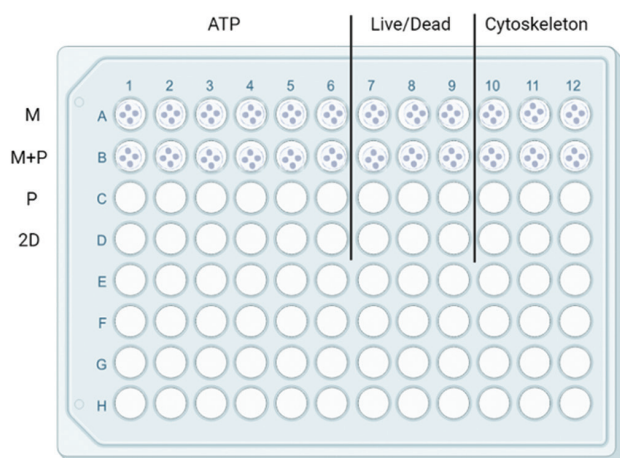 ATP Live/Dead Cytoskeleton
1 2 3 4 5 6 7 8 9 10 11 12
M A
M+P B
P C
2D D
E
F
G
H